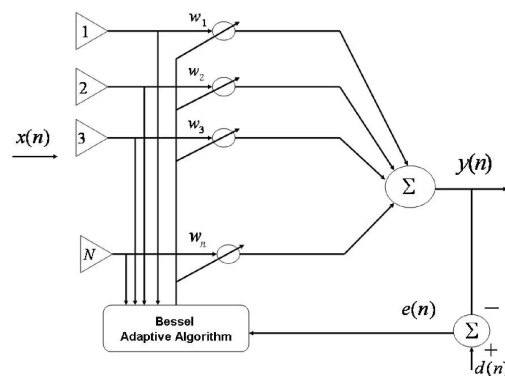 1
w₁
2
w₂
3
w₃
x(n)
y(n)
Σ
N
wₙ
Bessel
Adaptive Algorithm
e(n)
−
Σ
+
d(n)